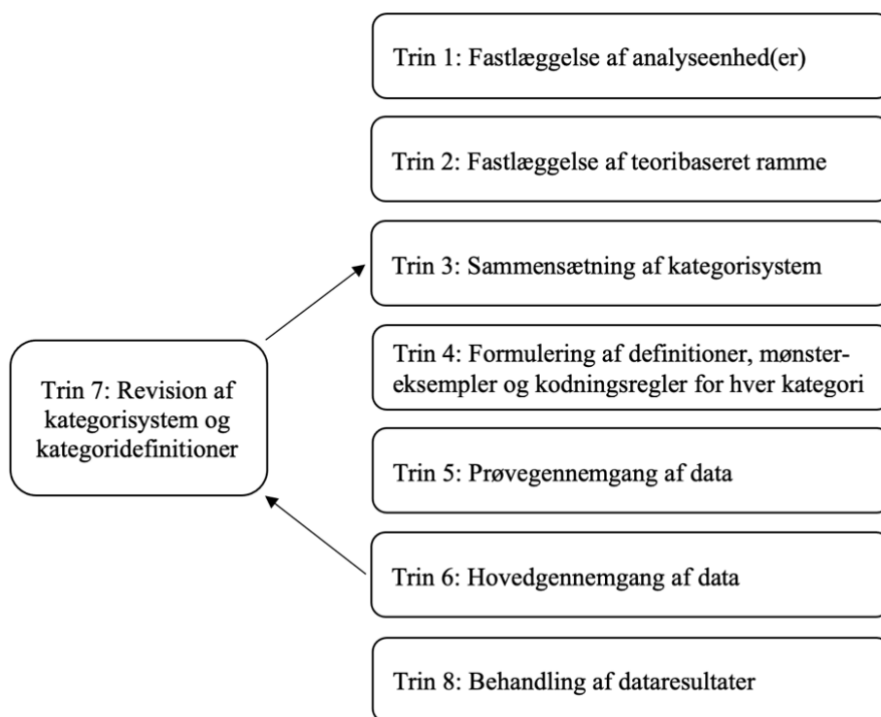 Trin 1: Fastlæggelse af analyseenhed(er)
Trin 2: Fastlæggelse af teoribaseret ramme
Trin 3: Sammensætning af kategorisystem
Trin 4: Formulering af definitioner, mønster-
eksempler og kodningsregler for hver kategori
Trin 5: Prøvegennemgang af data
Trin 6: Hovedgennemgang af data
Trin 7: Revision af
kategorisystem og
kategoridefinitioner
Trin 8: Behandling af dataresultater